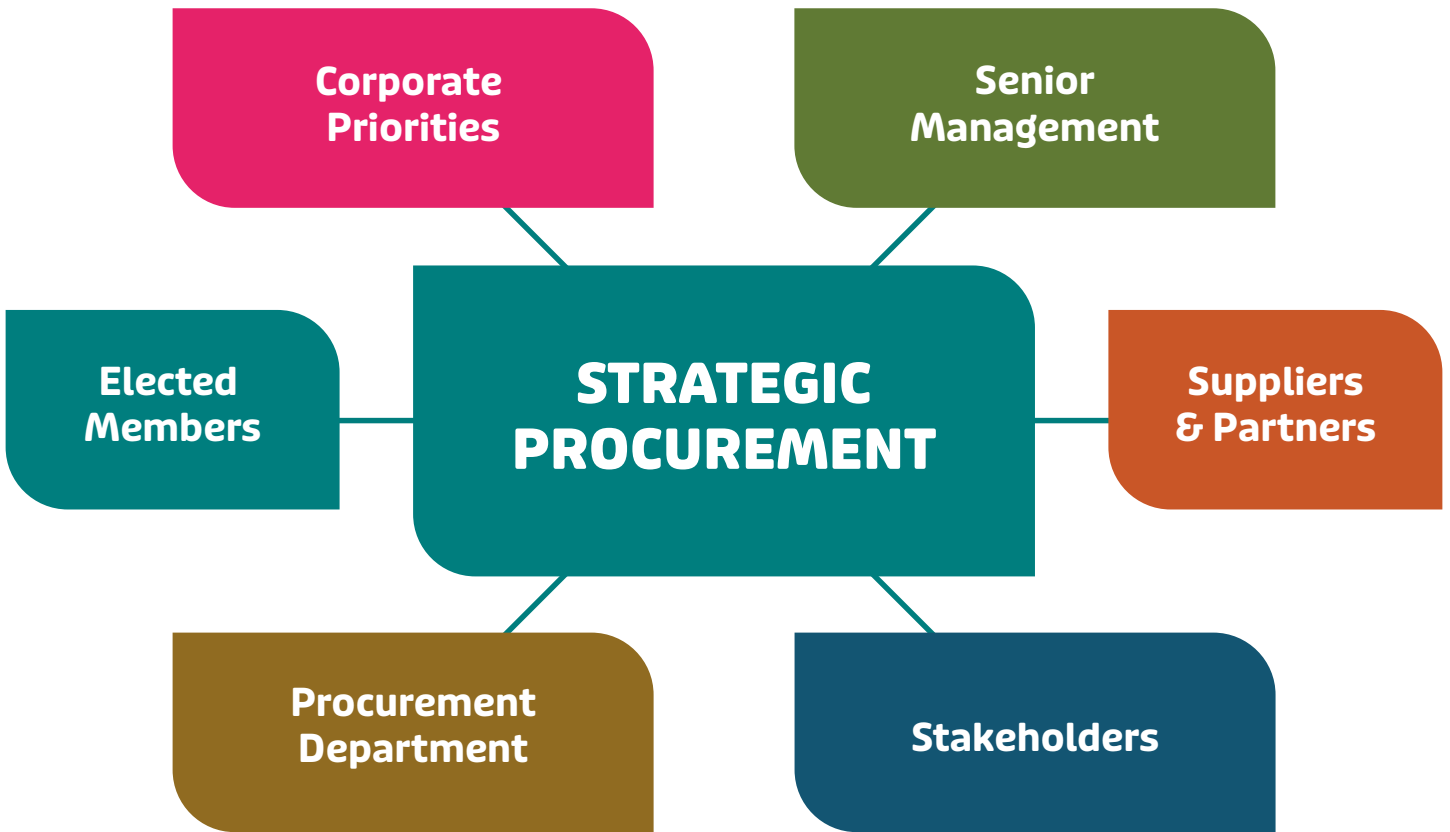 Corporate
Priorities
Senior
Management
Elected
Members
STRATEGIC
PROCUREMENT
Suppliers
& Partners
Procurement
Department
Stakeholders